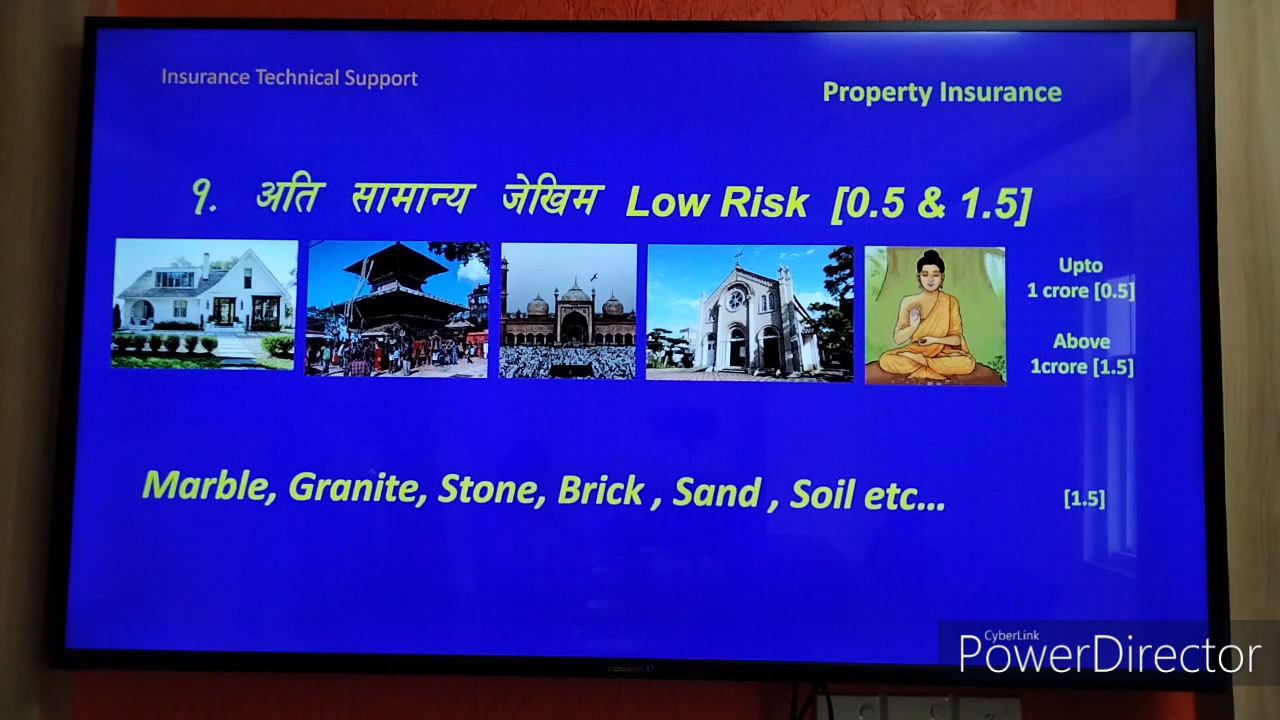 Insurance Technical Support
Property Insurance
१. अति सामान्य जेखिम Low Risk [0.5 & 1.5]
Upto
1 crore [0.5]
Above
1crore [1.5]
Marble, Granite, Stone, Brick , Sand , Soil etc...
[1.5]
CyberLink
PowerDirector